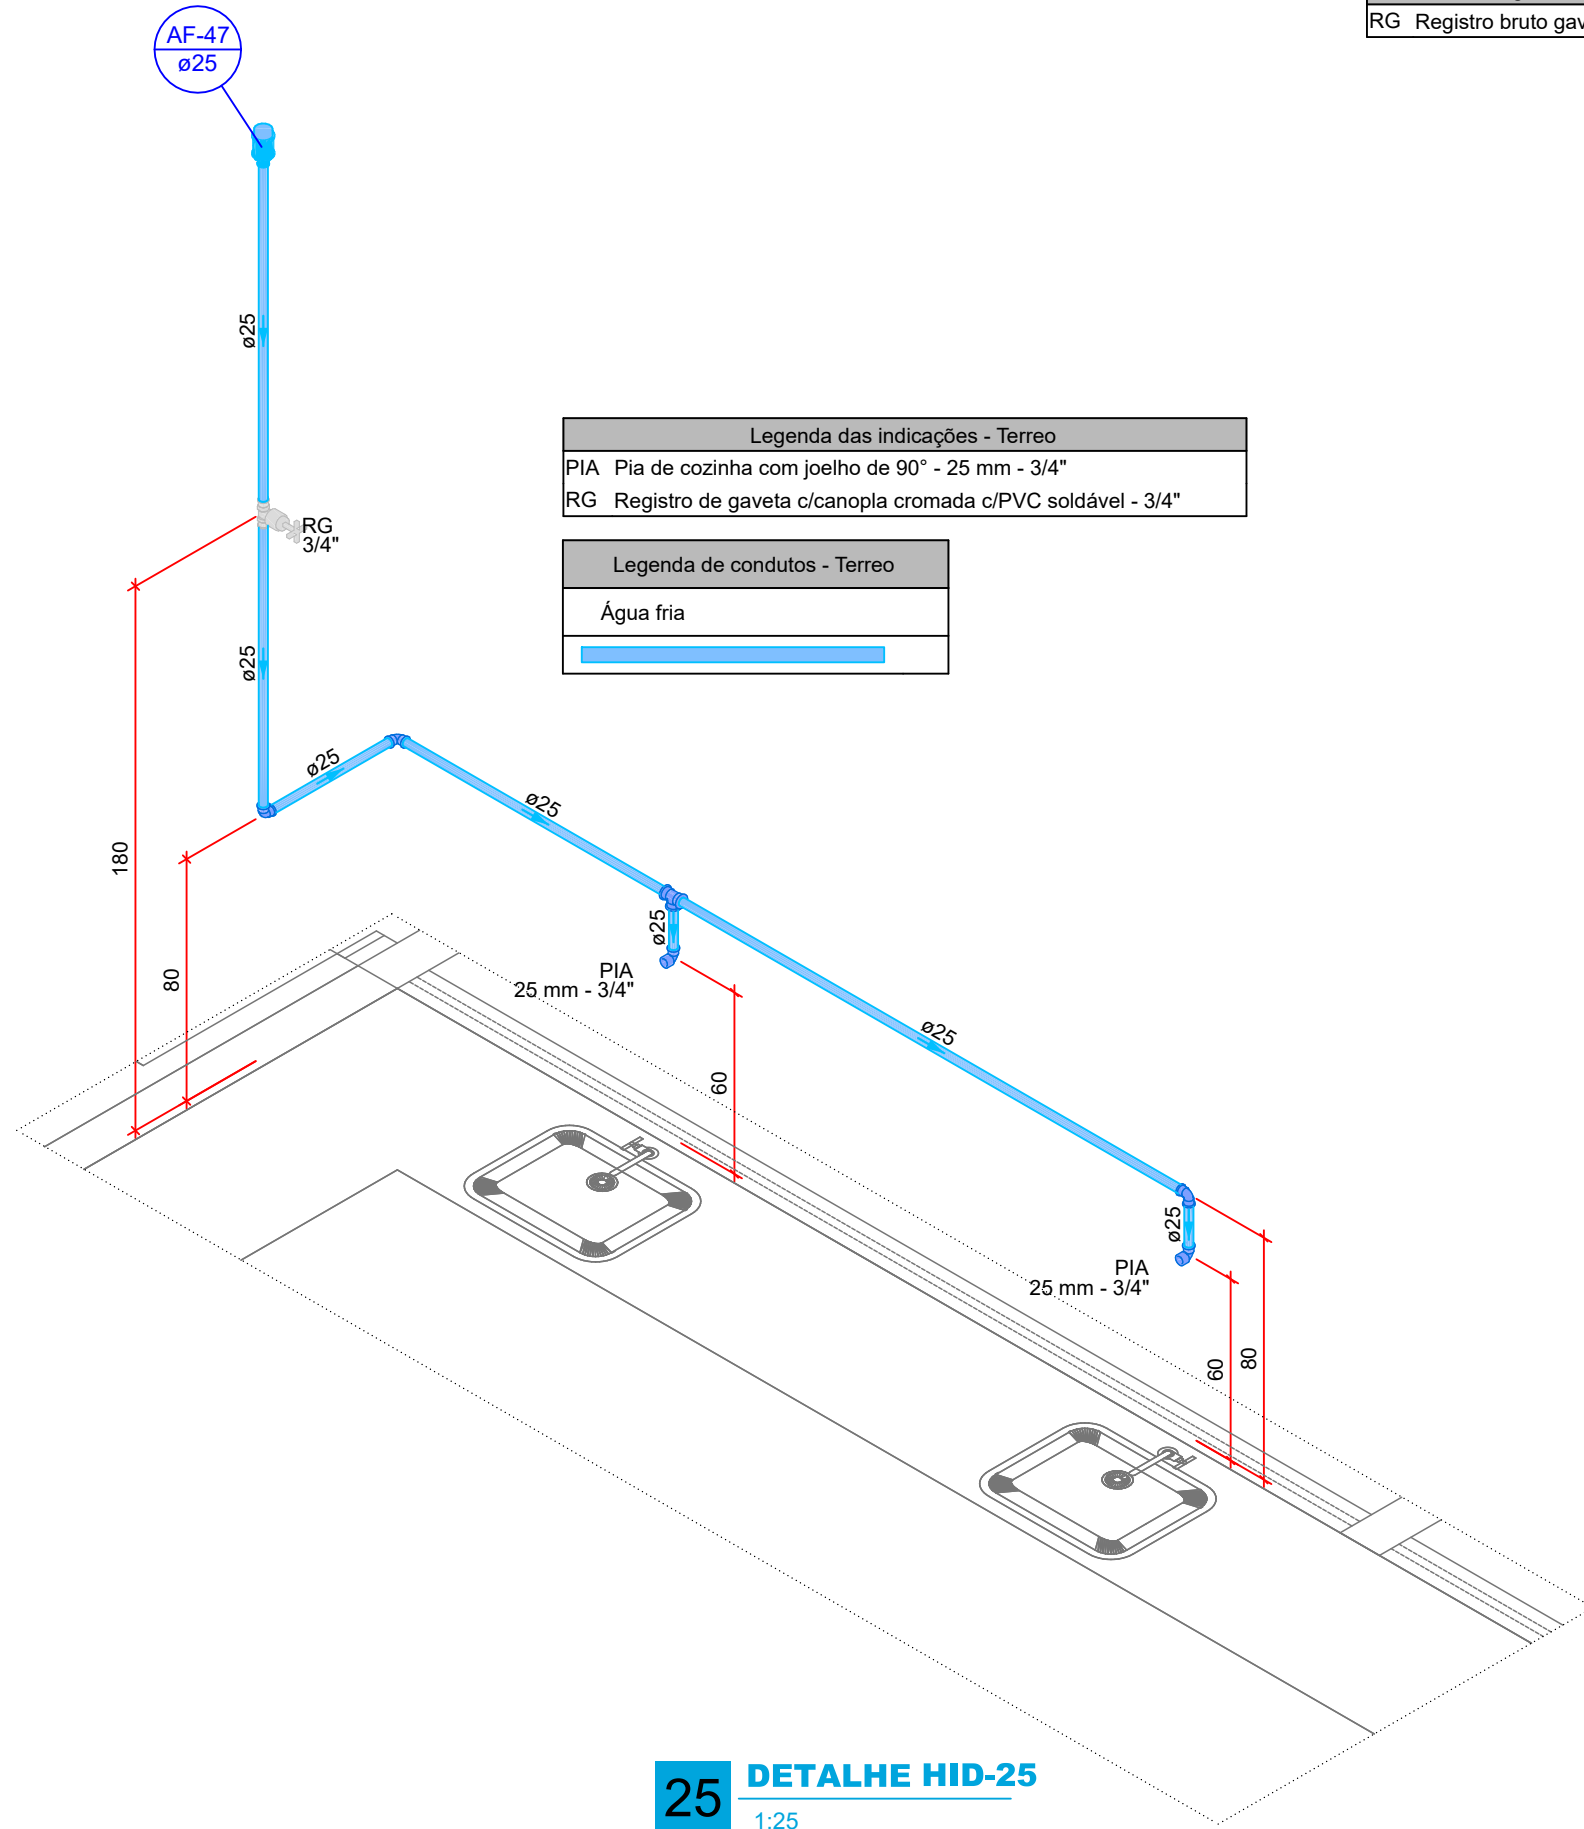 RG Registro bruto
AF-47
ø25
ø25
Legenda das indicações - Terreo
PIA Pia de cozinha com joelho de 90° - 25 mm - 3/4"
RG Registro de gaveta c/canopla cromada c/PVC soldável - 3/4"
RG
3/4"
Legenda de condutos - Terreo
Água fria
ø25
ø25
ø25
180
80
ø25
PIA
25 mm - 3/4"
60
ø25
ø25
PIA
25 mm - 3/4"
60
80
25 DETALHE HID-25
1:25